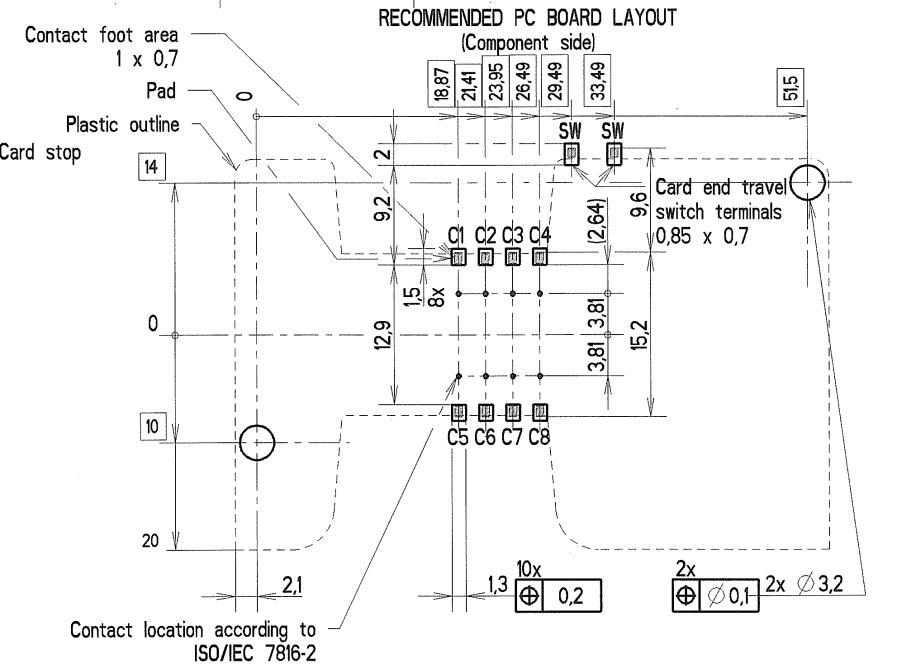 RECOMMENDED PC BOARD LAYOUT
(Component side)
Contact foot area
1 x 0,7
Pad
Plastic outline
Card stop
0
18,87
21,41
23,95
26,49
29,49
33,49
51,5
SW SW
14
2
9,2
Card end travel
switch terminals
0,85 x 0,7
9,6
(2,64)
C1 C2 C3 C4
1,5
8x
0
12,9
3,81
3,81
15,2
10
C5 C6 C7 C8
20
2,1
1,3
10x
0,2
2x
∅ 0,1
2x ∅ 3,2
Contact location according to
ISO/IEC 7816-2